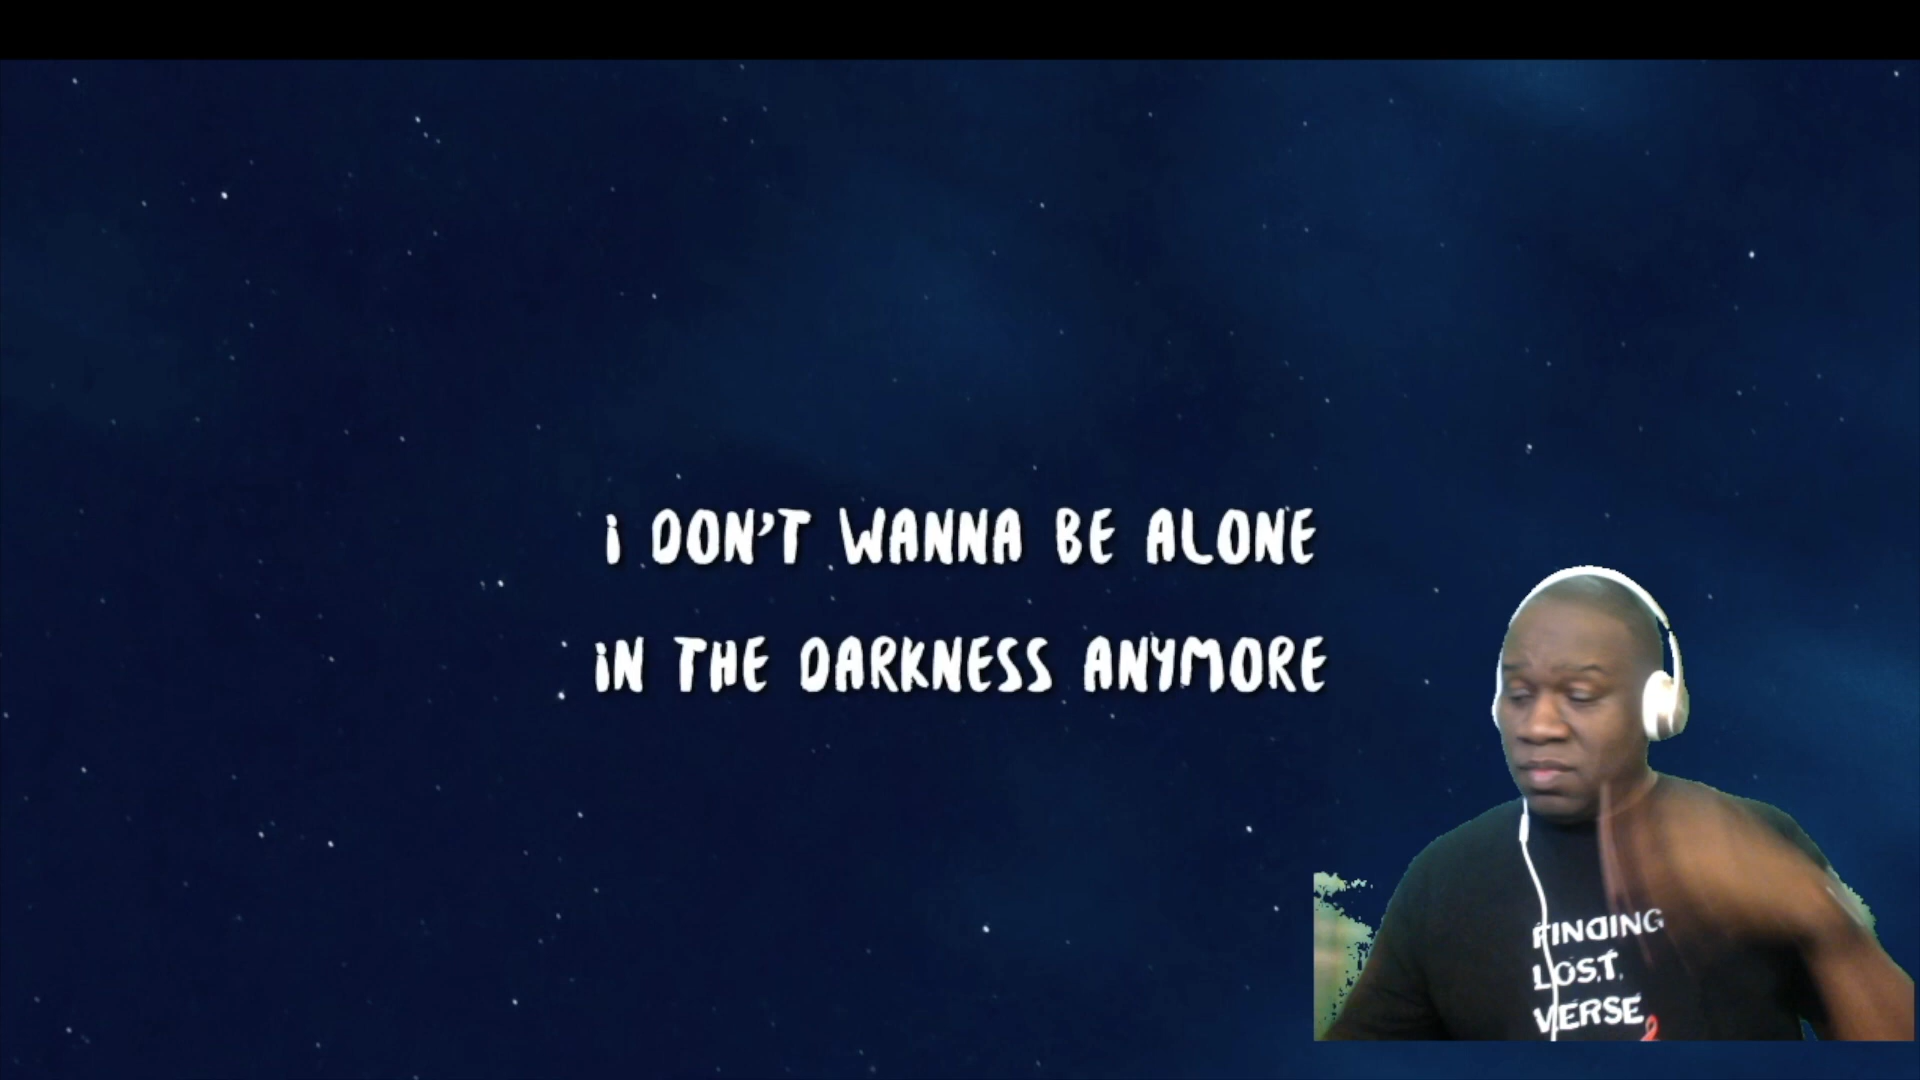 i DON'T WANNA BE ALONE
iN THE DARKNESS ANYMORE
FINDING
LOST.
VERSE